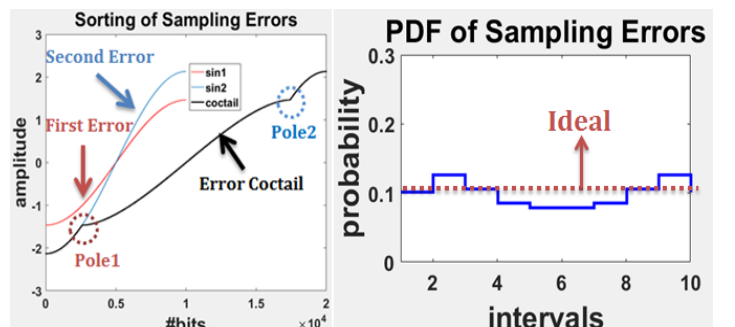 Sorting of Sampling Errors
3
2
1
0
-1
-2
-3
amplitude
Second Error
First Error
sin1
sin2
coctail
Pole2
Error Coctail
Pole1
0
0.5
1
1.5
2
#bits
×10^4
PDF of Sampling Errors
0.3
0.2
0.1
0
probability
Ideal
2
4
6
8
10
intervals